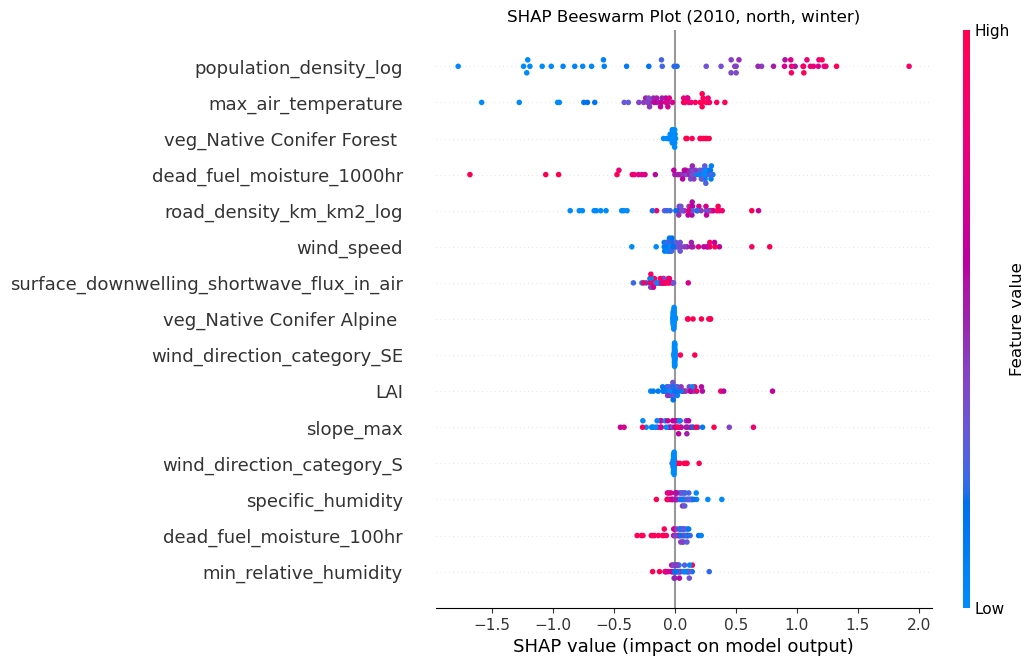 SHAP Beeswarm Plot (2010, north, winter)
High
population_density_log
max_air_temperature
veg_Native Conifer Forest
dead_fuel_moisture_1000hr
road_density_km_km2_log
wind_speed
surface_downwelling_shortwave_flux_in_air
veg_Native Conifer Alpine
wind_direction_category_SE
LAI
slope_max
wind_direction_category_S
specific_humidity
dead_fuel_moisture_100hr
min_relative_humidity
Feature value
Low
−1.5 −1.0 −0.5 0.0 0.5 1.0 1.5 2.0
SHAP value (impact on model output)